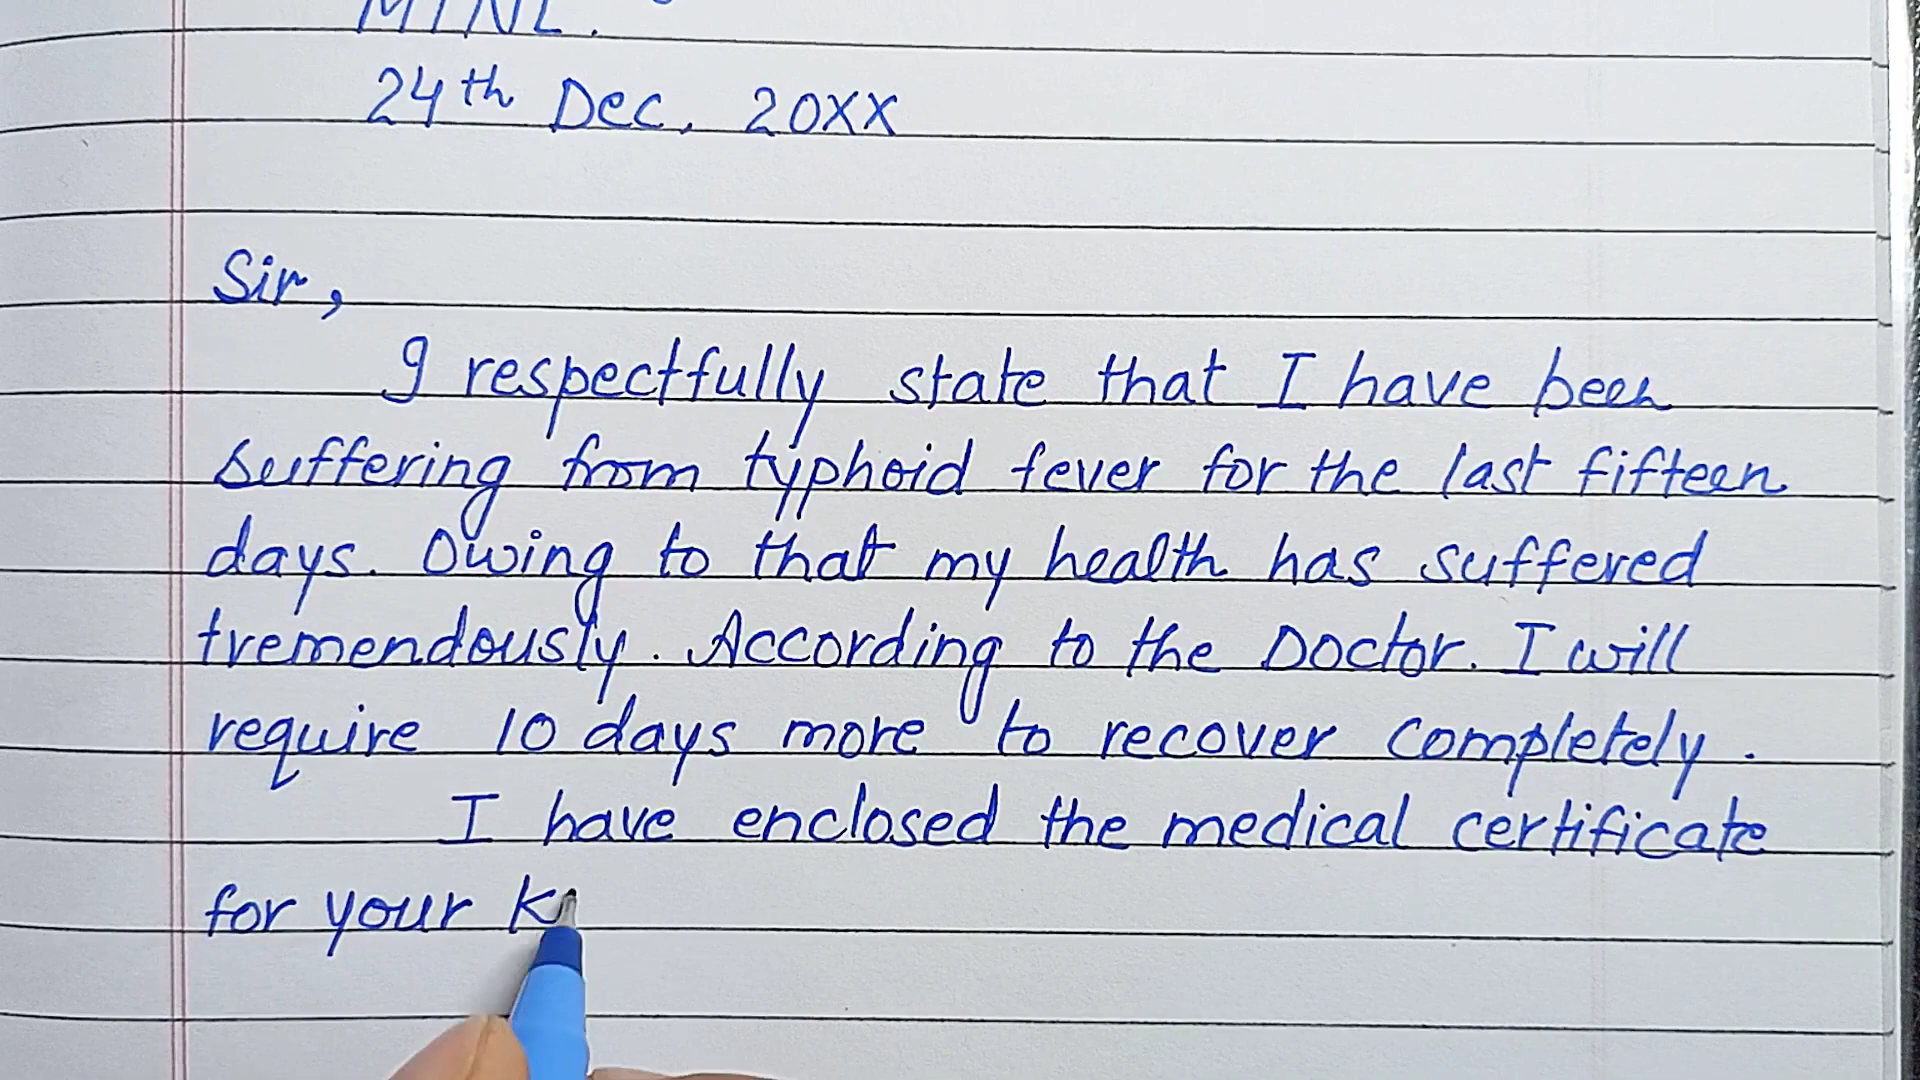 24th Dec. 20XX
Sir,
I respectfully state that I have been
suffering from typhoid fever for the last fifteen
days. Owing to that my health has suffered
tremendously. According to the Doctor. I will
require 10 days more to recover completely.
I have enclosed the medical certificate
for your K